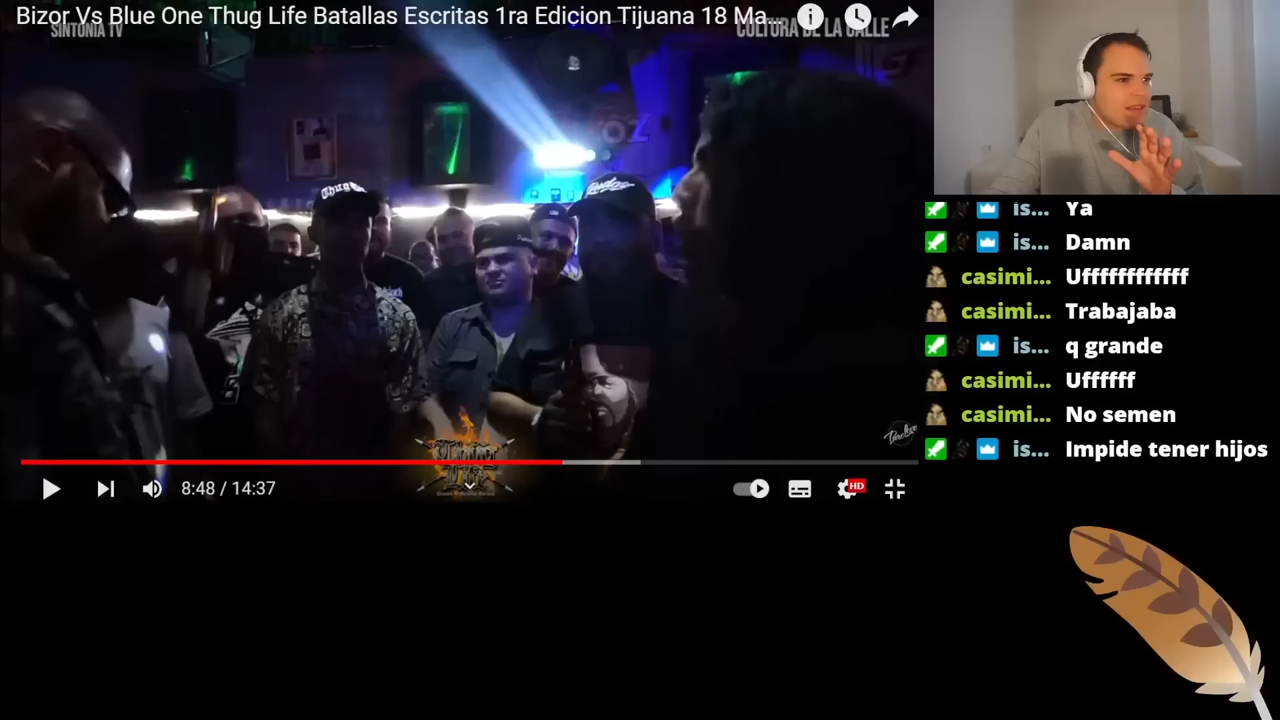 Bizor Vs Blue One Thug Life Batallas Escritas 1ra Edicion Tijuana 18 Ma...
SINTONIA TV
CULTURA DE LA CALLE
Thug
8:48 / 14:37
HD
is... Ya
is... Damn
casimi... Uffffffffffff
casimi... Trabajaba
is... q grande
casimi... Uffffff
casimi... No semen
is... Impide tener hijos